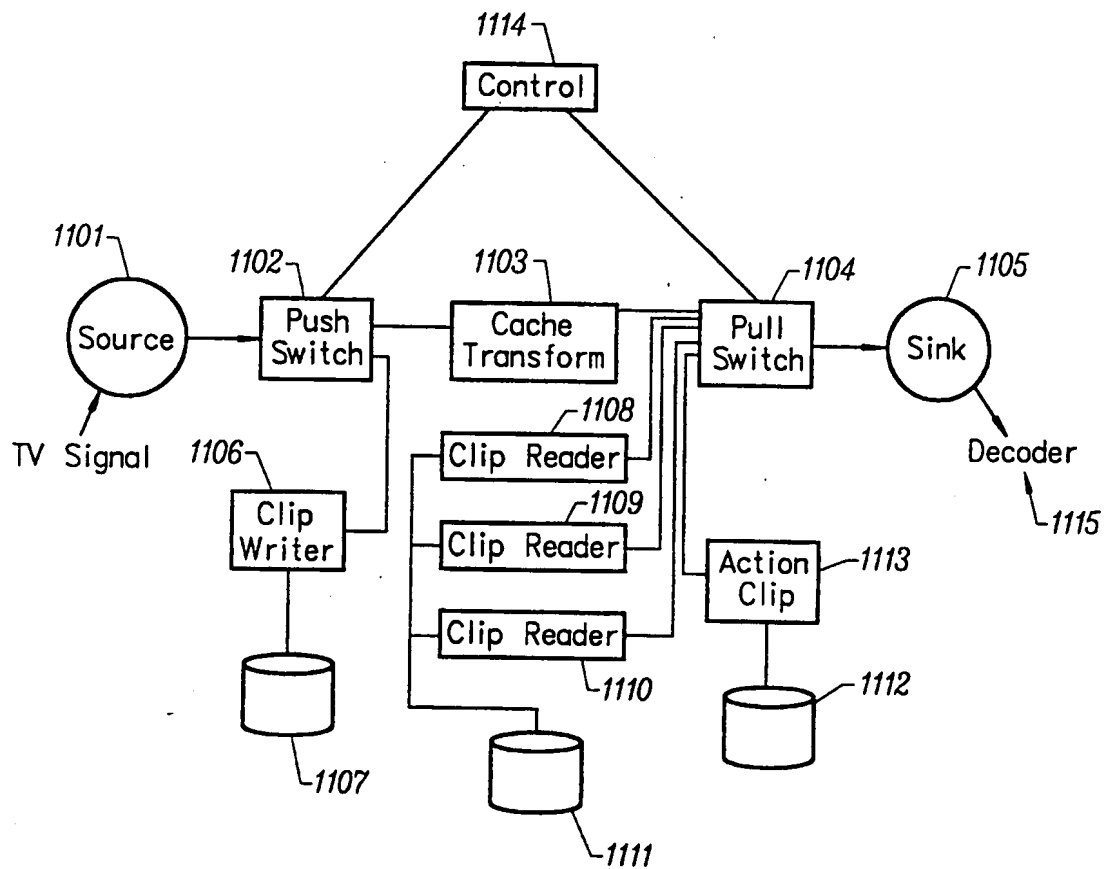 1114
Control
1101
1102
1103
1104
1105
Source
Push
Switch
Cache
Transform
Pull
Switch
Sink
TV Signal
1106
1108
Clip Reader
Decoder
1109
1115
Clip
Writer
Clip Reader
Action
Clip
1113
Clip Reader
1110
1112
1107
1111